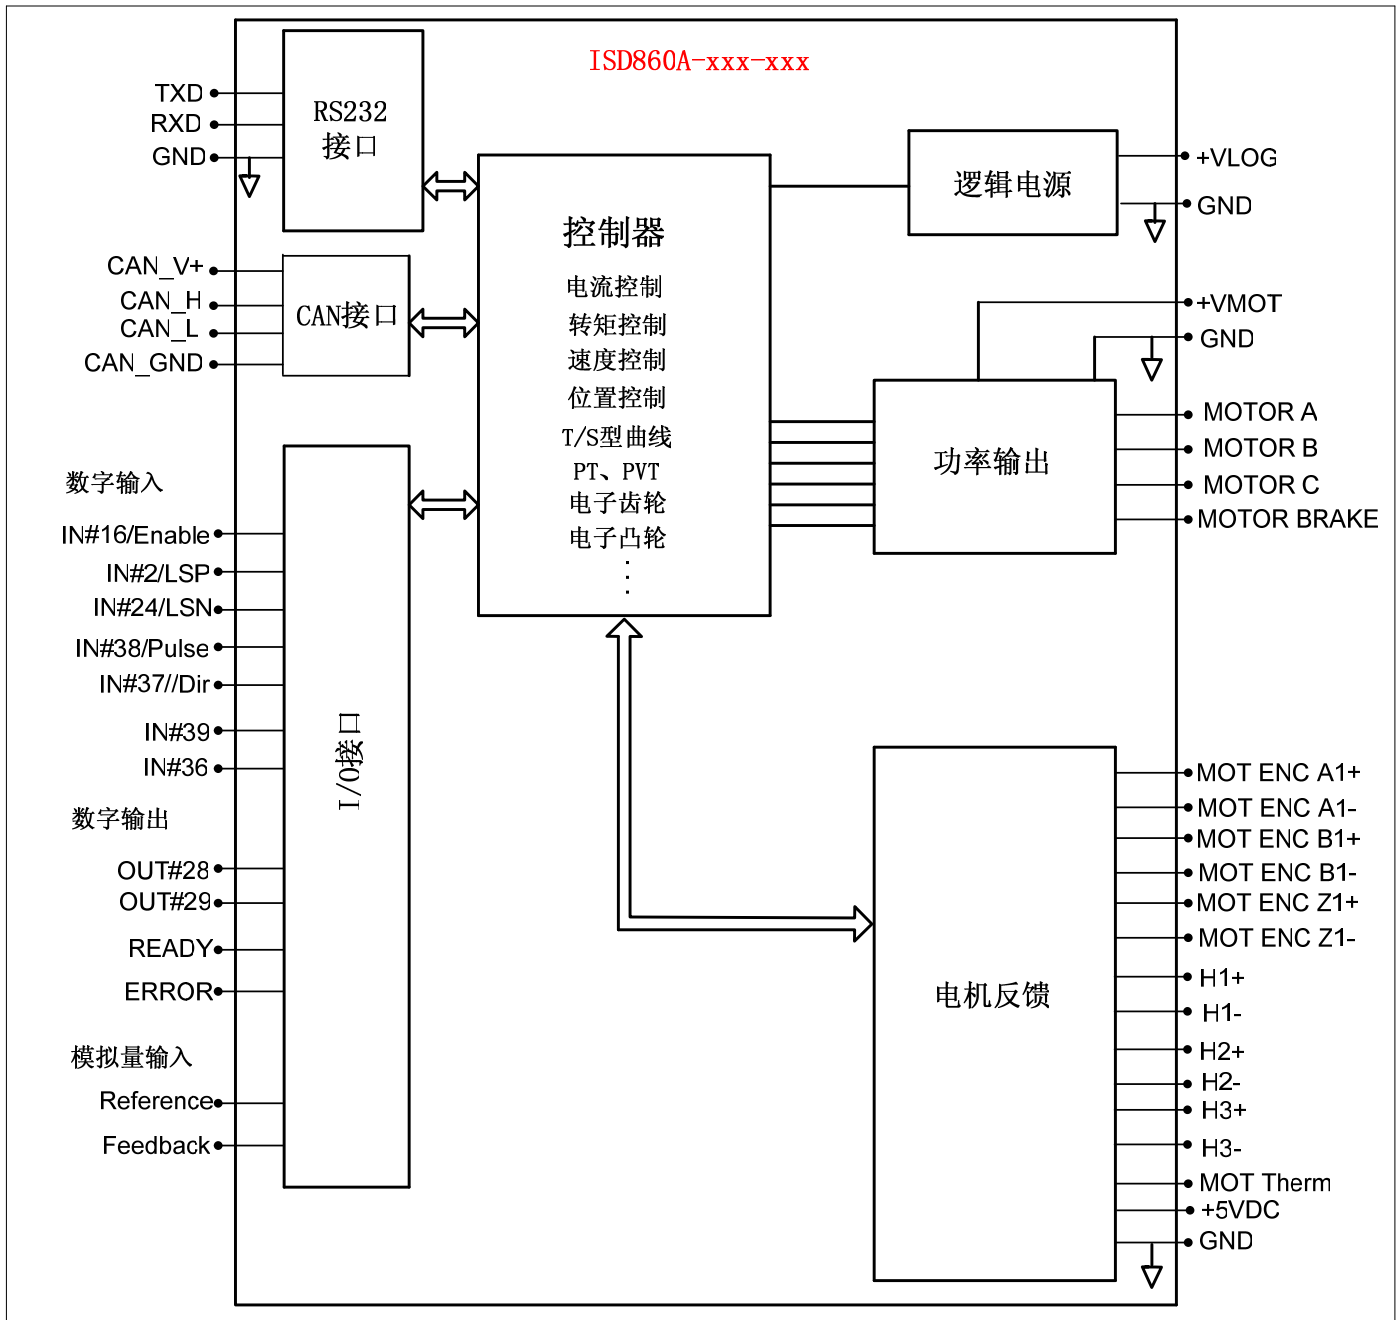 ISD860A-xxx-xxx
TXD
RXD
GND
RS232
接口
CAN_V+
CAN_H
CAN_L
CAN_GND
CAN接口
数字输入
IN#16/Enable
IN#2/LSP
IN#24/LSN
IN#38/Pulse
IN#37//Dir
IN#39
IN#36
数字输出
OUT#28
OUT#29
READY
ERROR
模拟量输入
Reference
Feedback
I/O接口
控制器
电流控制
转矩控制
速度控制
位置控制
T/S型曲线
PT、PVT
电子齿轮
电子凸轮
⋮
逻辑电源
+VLOG
GND
+VMOT
GND
功率输出
MOTOR A
MOTOR B
MOTOR C
MOTOR BRAKE
电机反馈
MOT ENC A1+
MOT ENC A1-
MOT ENC B1+
MOT ENC B1-
MOT ENC Z1+
MOT ENC Z1-
H1+
H1-
H2+
H2-
H3+
H3-
MOT Therm
+5VDC
GND